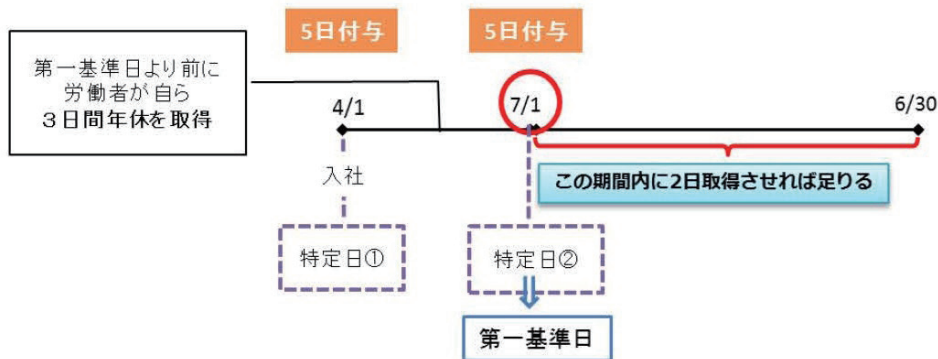 5日付与
5日付与
第一基準日より前に
労働者が自ら
３日間年休を取得
4/1
7/1
6/30
入社
この期間内に2日取得させれば足りる
特定日①
特定日②
第一基準日